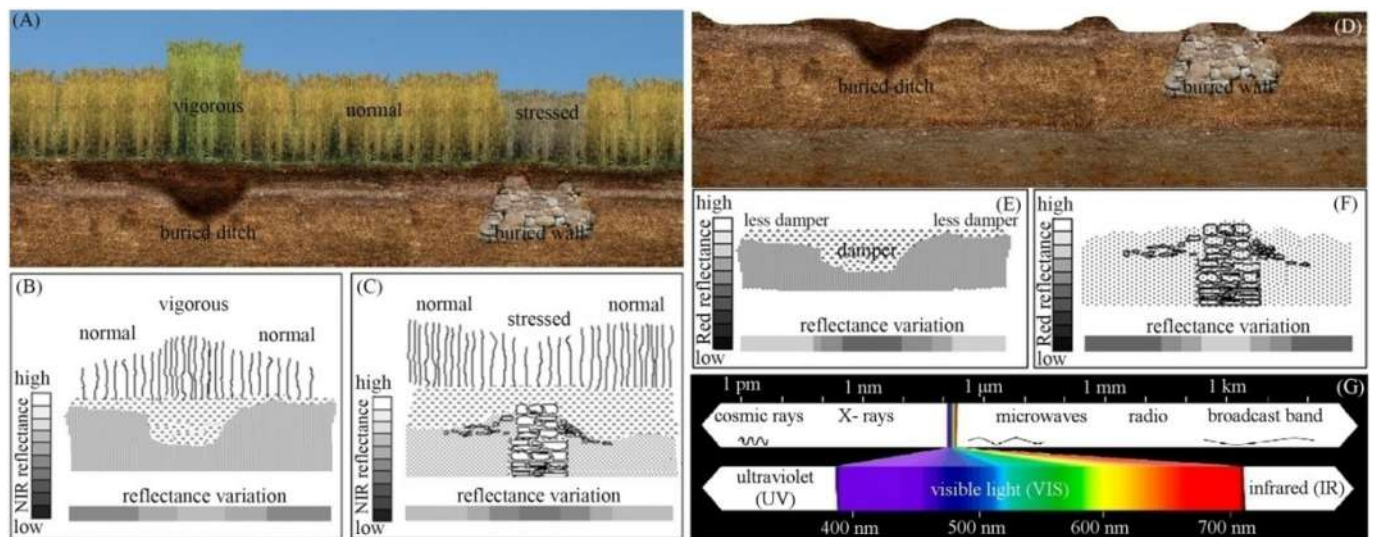 (A)
vigorous
normal
stressed
buried ditch
buried wall
(B)
vigorous
normal
normal
high
NIR reflectance
low
reflectance variation
(C)
normal
normal
stressed
high
NIR reflectance
low
reflectance variation
(D)
buried ditch
buried wall
(E)
high
Red reflectance
low
less damper
less damper
damper
reflectance variation
(F)
high
Red reflectance
low
reflectance variation
(G)
1 pm 1 nm 1 μm 1 mm 1 km
cosmic rays X- rays microwaves radio broadcast band
ultraviolet
(UV)
visible light (VIS)
infrared (IR)
400 nm 500 nm 600 nm 700 nm